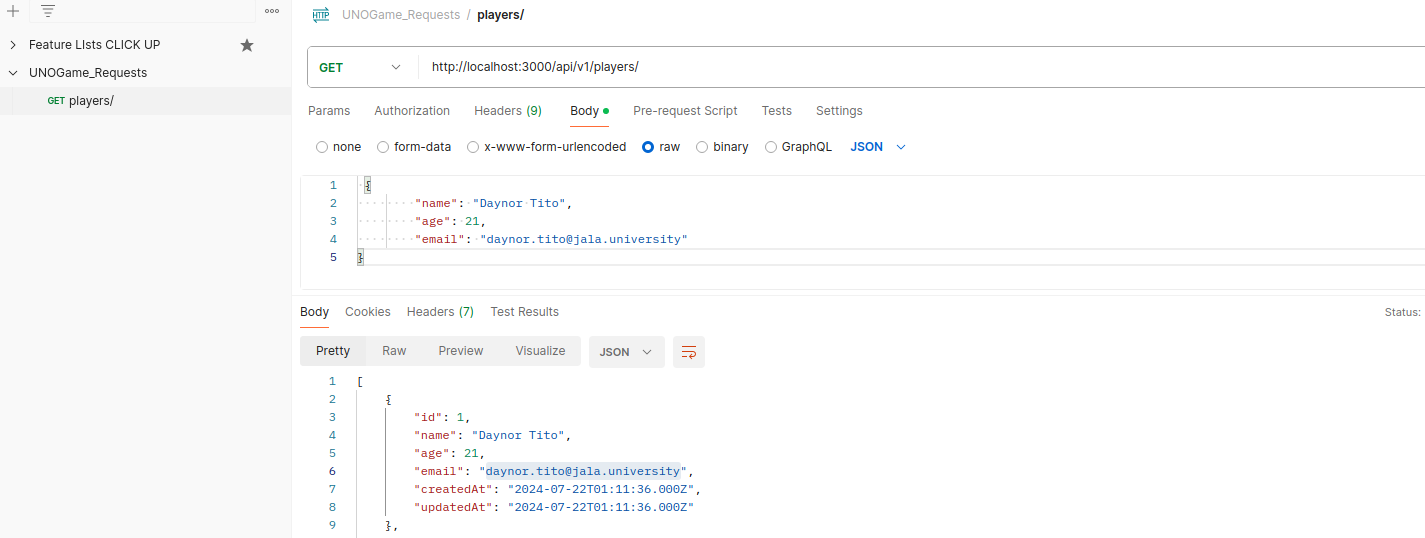 HTTP UNOGame_Requests / players/
Feature LIsts CLICK UP
UNOGame_Requests
GET players/
GET http://localhost:3000/api/v1/players/
Params Authorization Headers (9) Body Pre-request Script Tests Settings
none form-data x-www-form-urlencoded raw binary GraphQL JSON
1 {
2 "name": "Daynor Tito",
3 "age": 21,
4 "email": "daynor.tito@jala.university"
5 }
Body Cookies Headers (7) Test Results Status:
Pretty Raw Preview Visualize JSON
1 [
2 {
3 "id": 1,
4 "name": "Daynor Tito",
5 "age": 21,
6 "email": "daynor.tito@jala.university",
7 "createdAt": "2024-07-22T01:11:36.000Z",
8 "updatedAt": "2024-07-22T01:11:36.000Z"
9 },